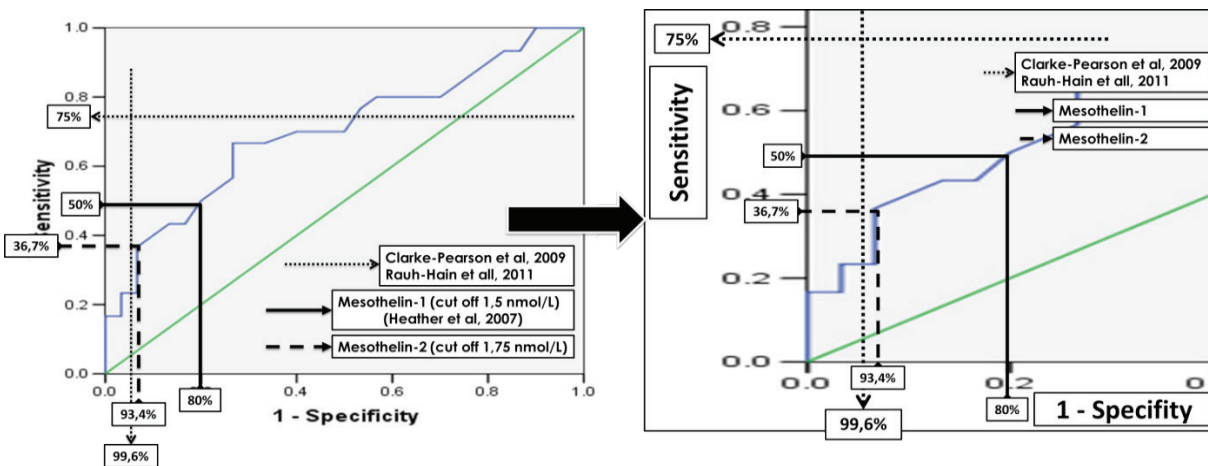 1.0
0.8
75%
0.6
Sensitivity
50%
0.4
36,7%
0.2
0.0
Clarke-Pearson et al, 2009
Rauh-Hain et all, 2011
Mesothelin-1 (cut off 1,5 nmol/L)
(Heather et al, 2007)
Mesothelin-2 (cut off 1,75 nmol/L)
0.0 0.2 0.4 0.6 0.8 1.0
80%
93,4%
1 - Specificity
99,6%
0.8
75%
Clarke-Pearson et al, 2009
Rauh-Hain et all, 2011
Mesothelin-1
Mesothelin-2
Sensitivity
0.6
50%
0.4
36,7%
0.2
0.0
0.0 0.2
93,4%
80%
1 - Specifity
99,6%